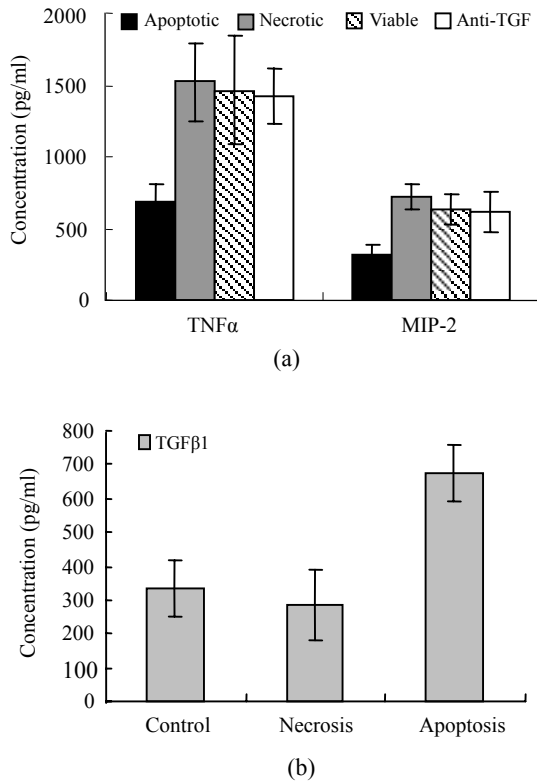 Apoptotic Necrotic Viable Anti-TGF
Concentration (pg/ml)
2000
1500
1000
500
0
TNFα MIP-2
(a)
TGFβ1
Concentration (pg/ml)
800
700
600
500
400
300
200
100
0
Control Necrosis Apoptosis
(b)